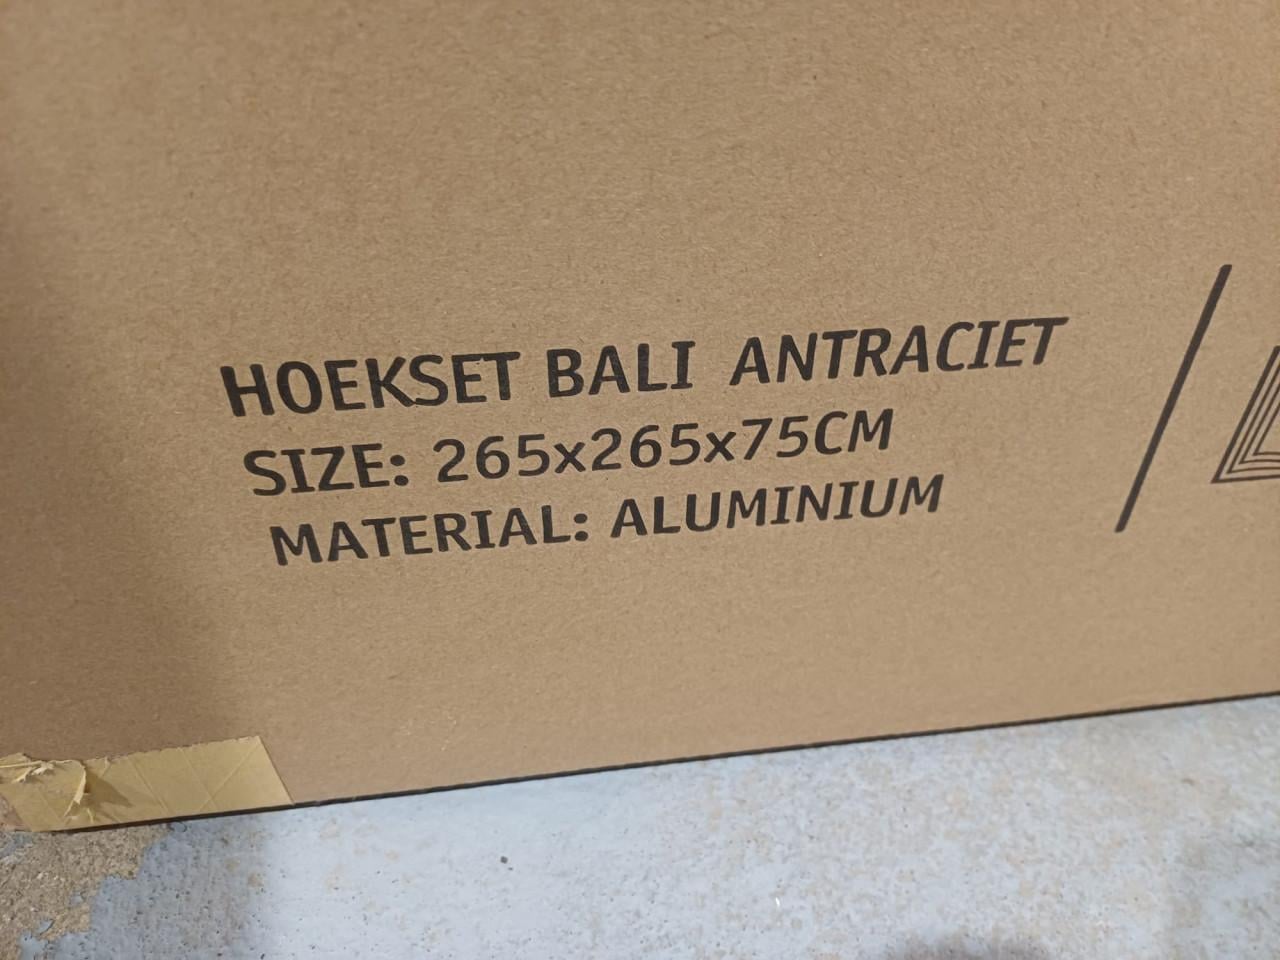 HOEKSET BALI ANTRACIET
SIZE: 265x265x75CM
MATERIAL: ALUMINIUM